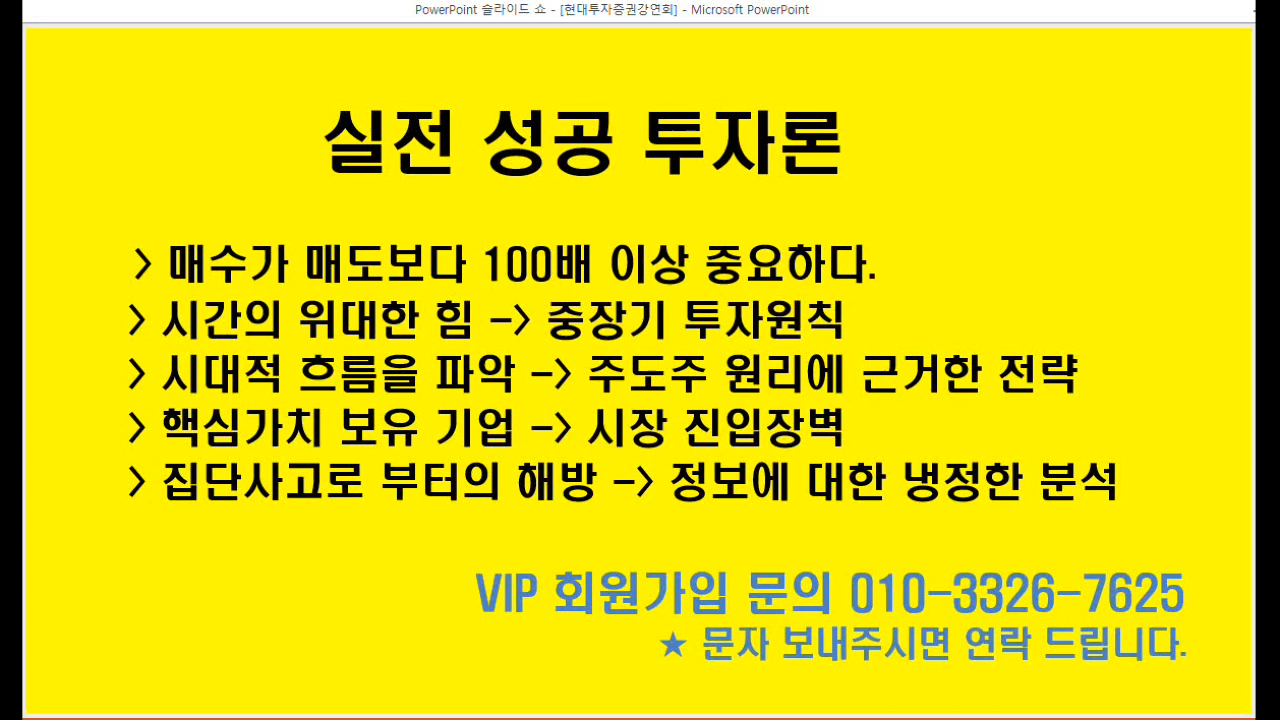 PowerPoint 슬라이드 쇼 - [현대투자증권강연회] - Microsoft PowerPoint
실전 성공 투자론
> 매수가 매도보다 100배 이상 중요하다.
> 시간의 위대한 힘 -> 중장기 투자원칙
> 시대적 흐름을 파악 -> 주도주 원리에 근거한 전략
> 핵심가치 보유 기업 -> 시장 진입장벽
> 집단사고로 부터의 해방 -> 정보에 대한 냉정한 분석
VIP 회원가입 문의 010-3326-7625
★ 문자 보내주시면 연락 드립니다.